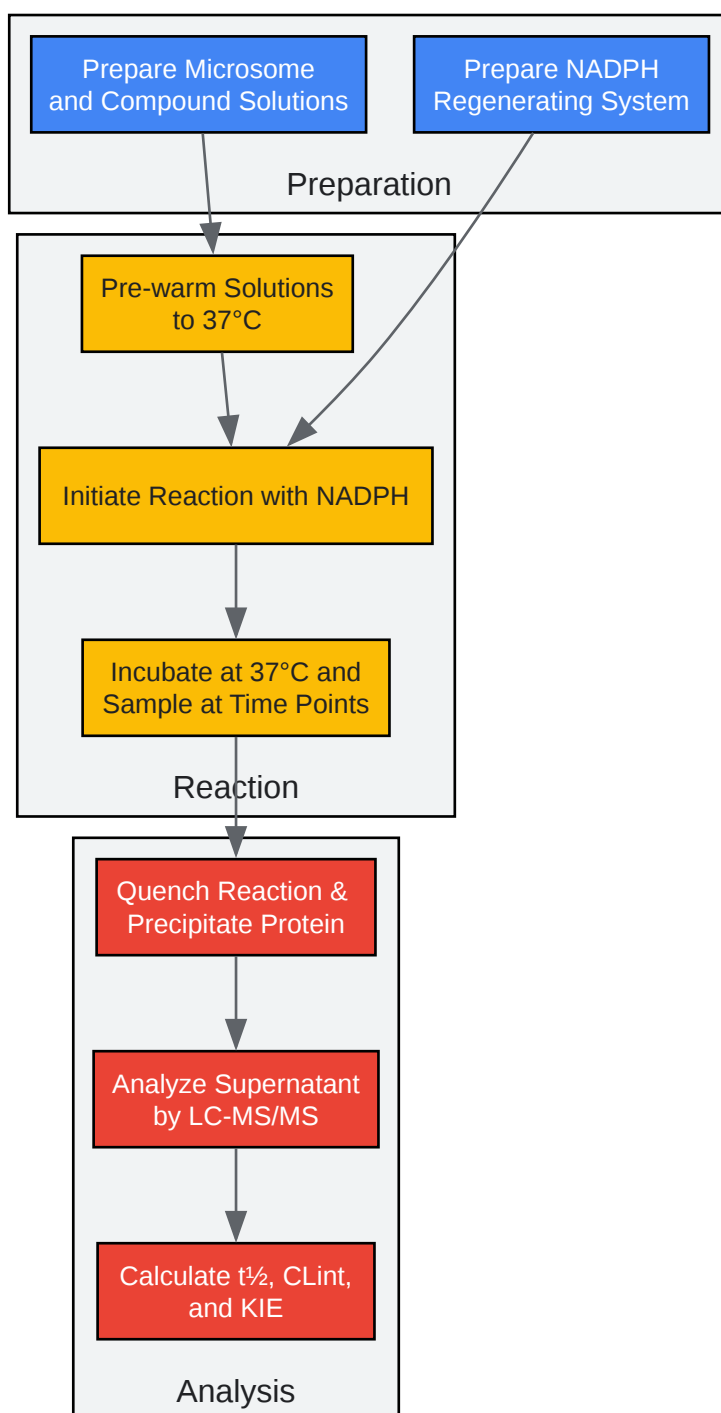 Prepare Microsome
and Compound Solutions
Prepare NADPH
Regenerating System
Preparation
Pre-warm Solutions
to 37°C
Initiate Reaction with NADPH
Incubate at 37°C and
Sample at Time Points
Reaction
Quench Reaction &
Precipitate Protein
Analyze Supernatant
by LC-MS/MS
Calculate t½, CLint,
and KIE
Analysis